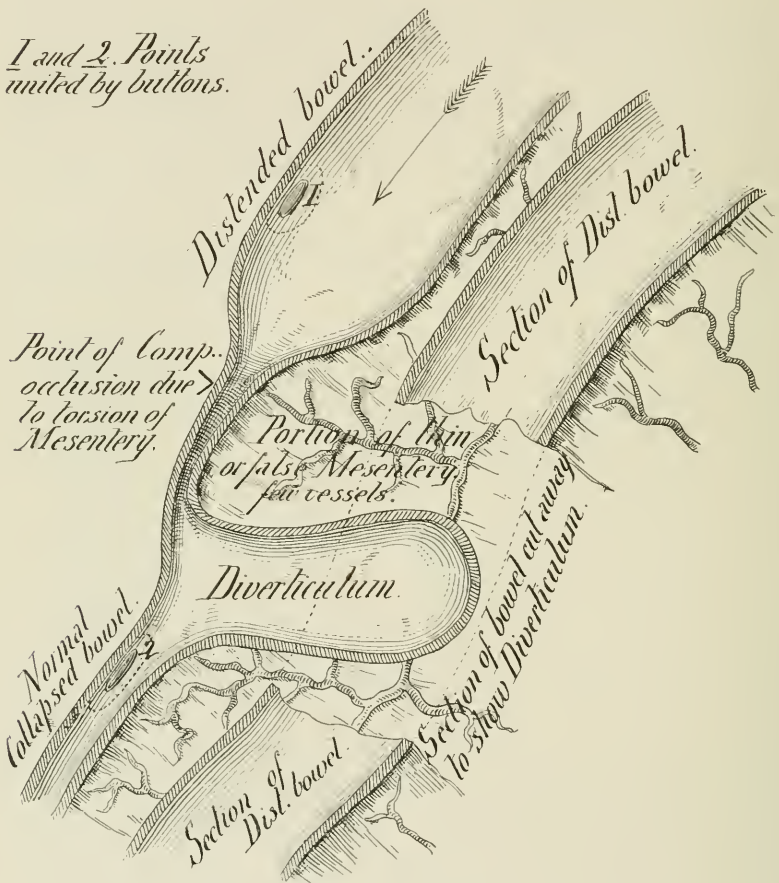 1 and 2. Points
united by buttons.
Distended bowel..
1
Section of Dist. bowel.
Point of Comp..
occlusion due >
to torsion of
Mesentery.
Portion of thin
or false Mesentery
few vessels.
Diverticulum.
Section of bowel cut away
to show Diverticulum.
Normal
Collapsed bowel.
2
Section of
Dist. bowel.